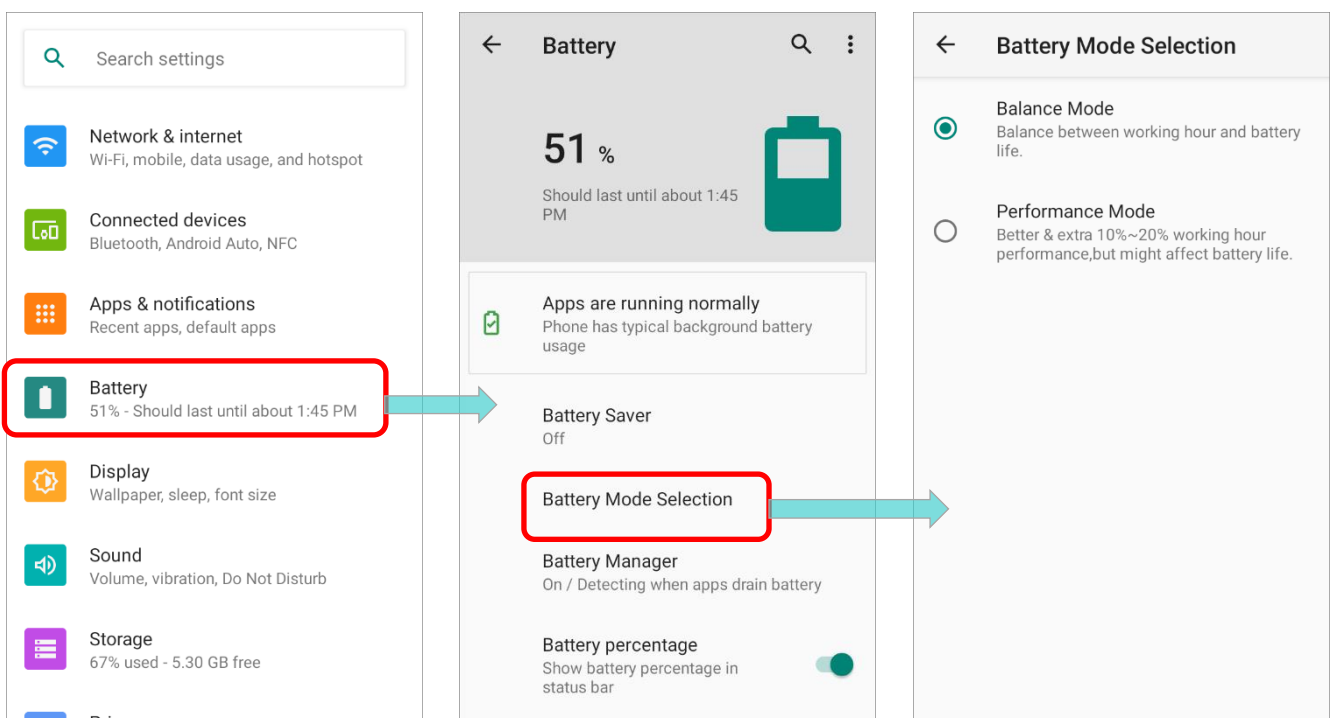 Search settings
Network & internet
Wi-Fi, mobile, data usage, and hotspot
Connected devices
Bluetooth, Android Auto, NFC
Apps & notifications
Recent apps, default apps
Battery
51% - Should last until about 1:45 PM
Display
Wallpaper, sleep, font size
Sound
Volume, vibration, Do Not Disturb
Storage
67% used - 5.30 GB free
Battery
51 %
Should last until about 1:45
PM
Apps are running normally
Phone has typical background battery
usage
Battery Saver
Off
Battery Mode Selection
Battery Manager
On / Detecting when apps drain battery
Battery percentage
Show battery percentage in
status bar
Battery Mode Selection
Balance Mode
Balance between working hour and battery
life.
Performance Mode
Better & extra 10%~20% working hour
performance,but might affect battery life.